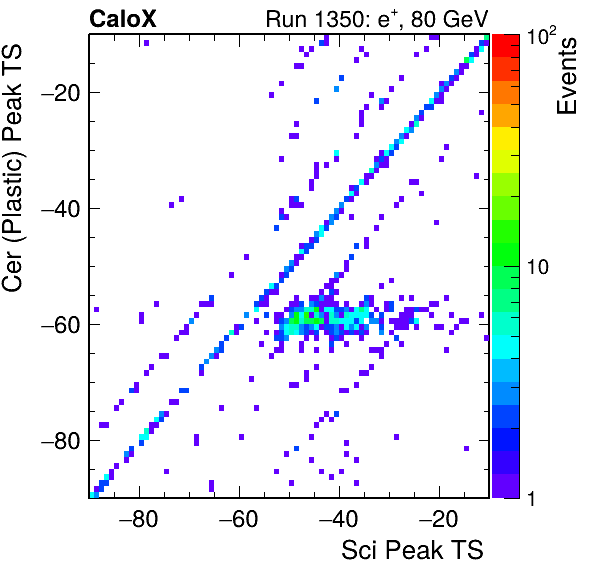 CaloX Run 1350: e⁺, 80 GeV
Cer (Plastic) Peak TS
−20
−40
−60
−80
−80 −60 −40 −20
Sci Peak TS
10²
10
1
Events